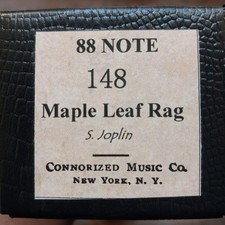 88 NOTE
148
Maple Leaf Rag
S. Joplin
CONNORIZED MUSIC CO.
NEW YORK, N. Y.